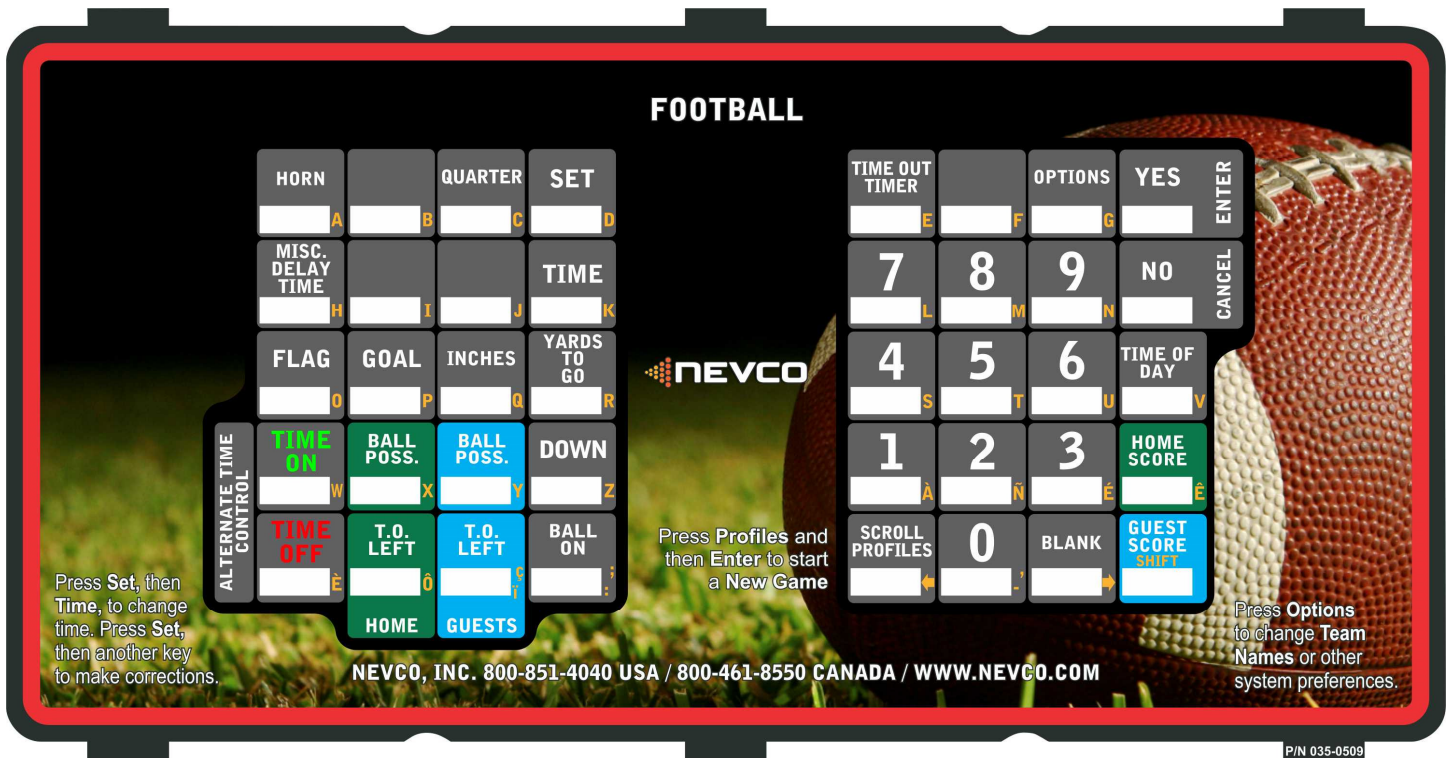 FOOTBALL
HORN
A
B
QUARTER
C
SET
D
MISC.
DELAY
TIME
H
I
J
TIME
K
FLAG
O
GOAL
P
INCHES
Q
YARDS
TO
GO
R
ALTERNATE TIME
CONTROL
TIME
ON
W
BALL
POSS.
X
BALL
POSS.
Y
DOWN
Z
TIME
OFF
È
T.O.
LEFT
Ô
T.O.
LEFT
Ç
Ï
BALL
ON
;
:
HOME
GUESTS
Press Set, then
Time, to change
time. Press Set,
then another key
to make corrections.
NEVCO
Press Profiles and
then Enter to start
a New Game
TIME OUT
TIMER
E
F
OPTIONS
G
YES
ENTER
7
L
8
M
9
N
NO
CANCEL
4
S
5
T
6
U
TIME OF
DAY
V
1
À
2
Ñ
3
É
HOME
SCORE
Ê
SCROLL
PROFILES
0
'
-
BLANK
GUEST
SCORE
SHIFT
Press Options
to change Team
Names or other
system preferences.
NEVCO, INC. 800-851-4040 USA / 800-461-8550 CANADA / WWW.NEVCO.COM
P/N 035-0509